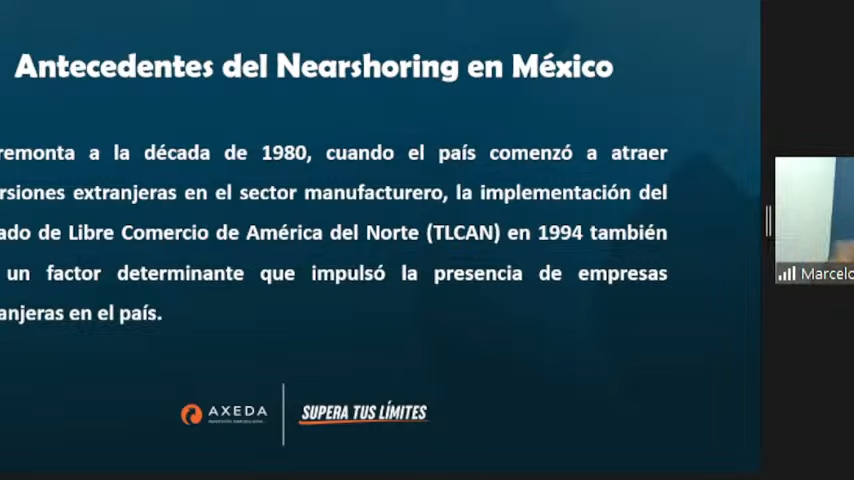 Antecedentes del Nearshoring en México
remonta a la década de 1980, cuando el país comenzó a atraer
rsiones extranjeras en el sector manufacturero, la implementación del
ado de Libre Comercio de América del Norte (TLCAN) en 1994 también
un factor determinante que impulsó la presencia de empresas
anjeras en el país.
AXEDA
SUPERA TUS LÍMITES
Marcelo